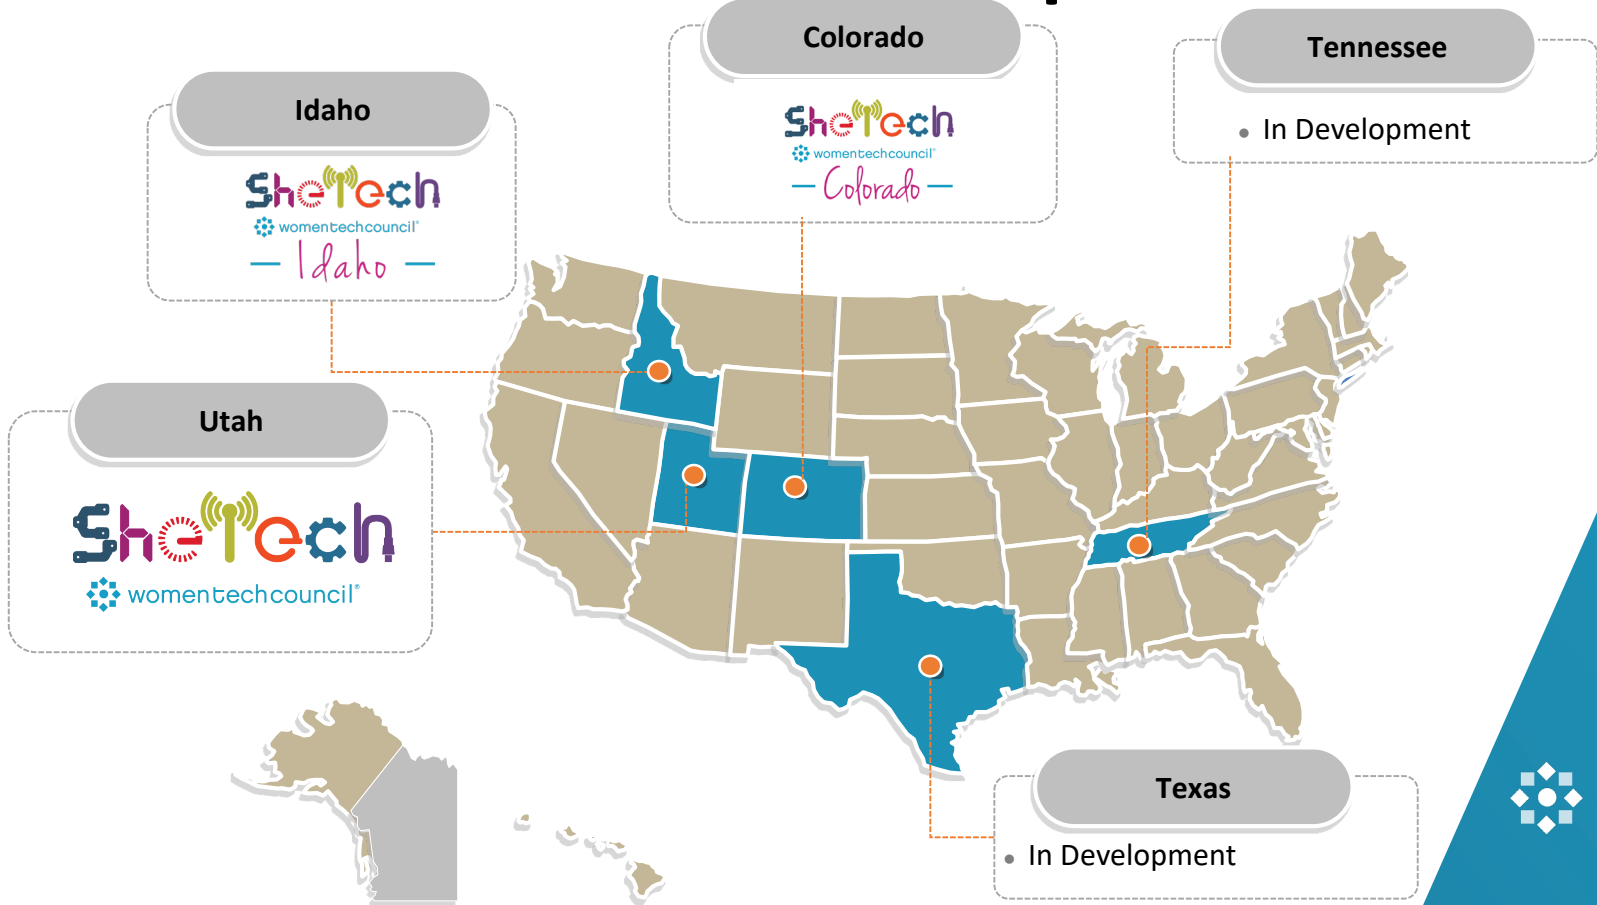 Colorado
SheTech
womentechcouncil®
Colorado
Tennessee
• In Development
Idaho
SheTech
womentechcouncil®
Idaho
Utah
SheTech
womentechcouncil®
Texas
• In Development